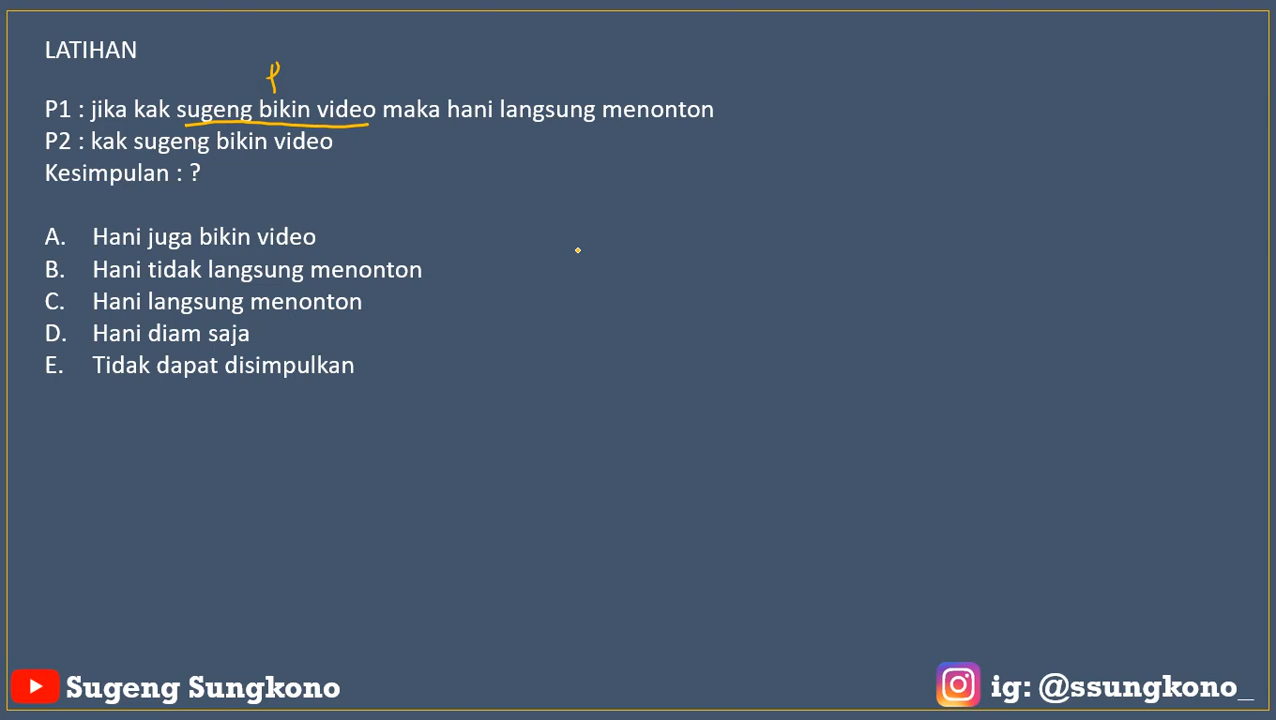 LATIHAN
P
P1 : jika kak sugeng bikin video maka hani langsung menonton
P2 : kak sugeng bikin video
Kesimpulan : ?
A. Hani juga bikin video
B. Hani tidak langsung menonton
C. Hani langsung menonton
D. Hani diam saja
E. Tidak dapat disimpulkan
Sugeng Sungkono
ig: @ssungkono_